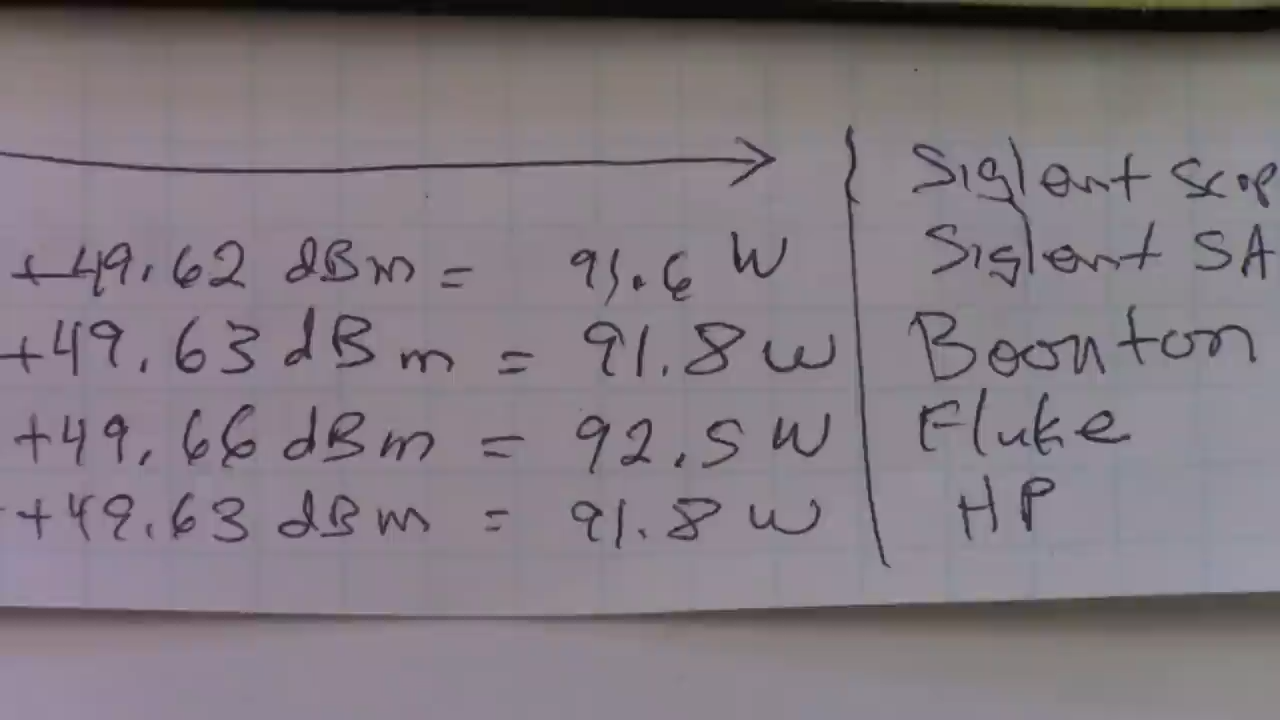 Siglent Scop
+49.62 dBm = 91.6 W Siglent SA
+49.63 dBm = 91.8 W Boonton
+49.66 dBm = 92.5 W Fluke
+49.63 dBm = 91.8 W HP